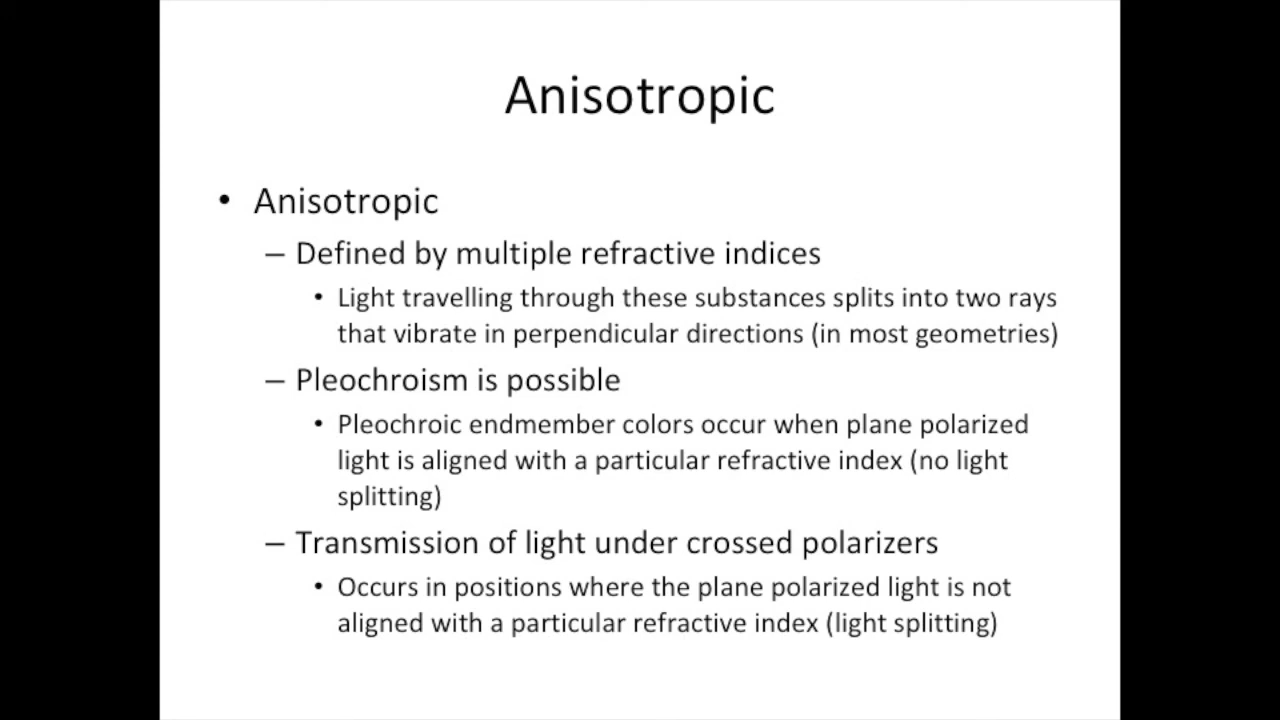 Anisotropic
• Anisotropic
– Defined by multiple refractive indices
• Light travelling through these substances splits into two rays
that vibrate in perpendicular directions (in most geometries)
– Pleochroism is possible
• Pleochroic endmember colors occur when plane polarized
light is aligned with a particular refractive index (no light
splitting)
– Transmission of light under crossed polarizers
• Occurs in positions where the plane polarized light is not
aligned with a particular refractive index (light splitting)